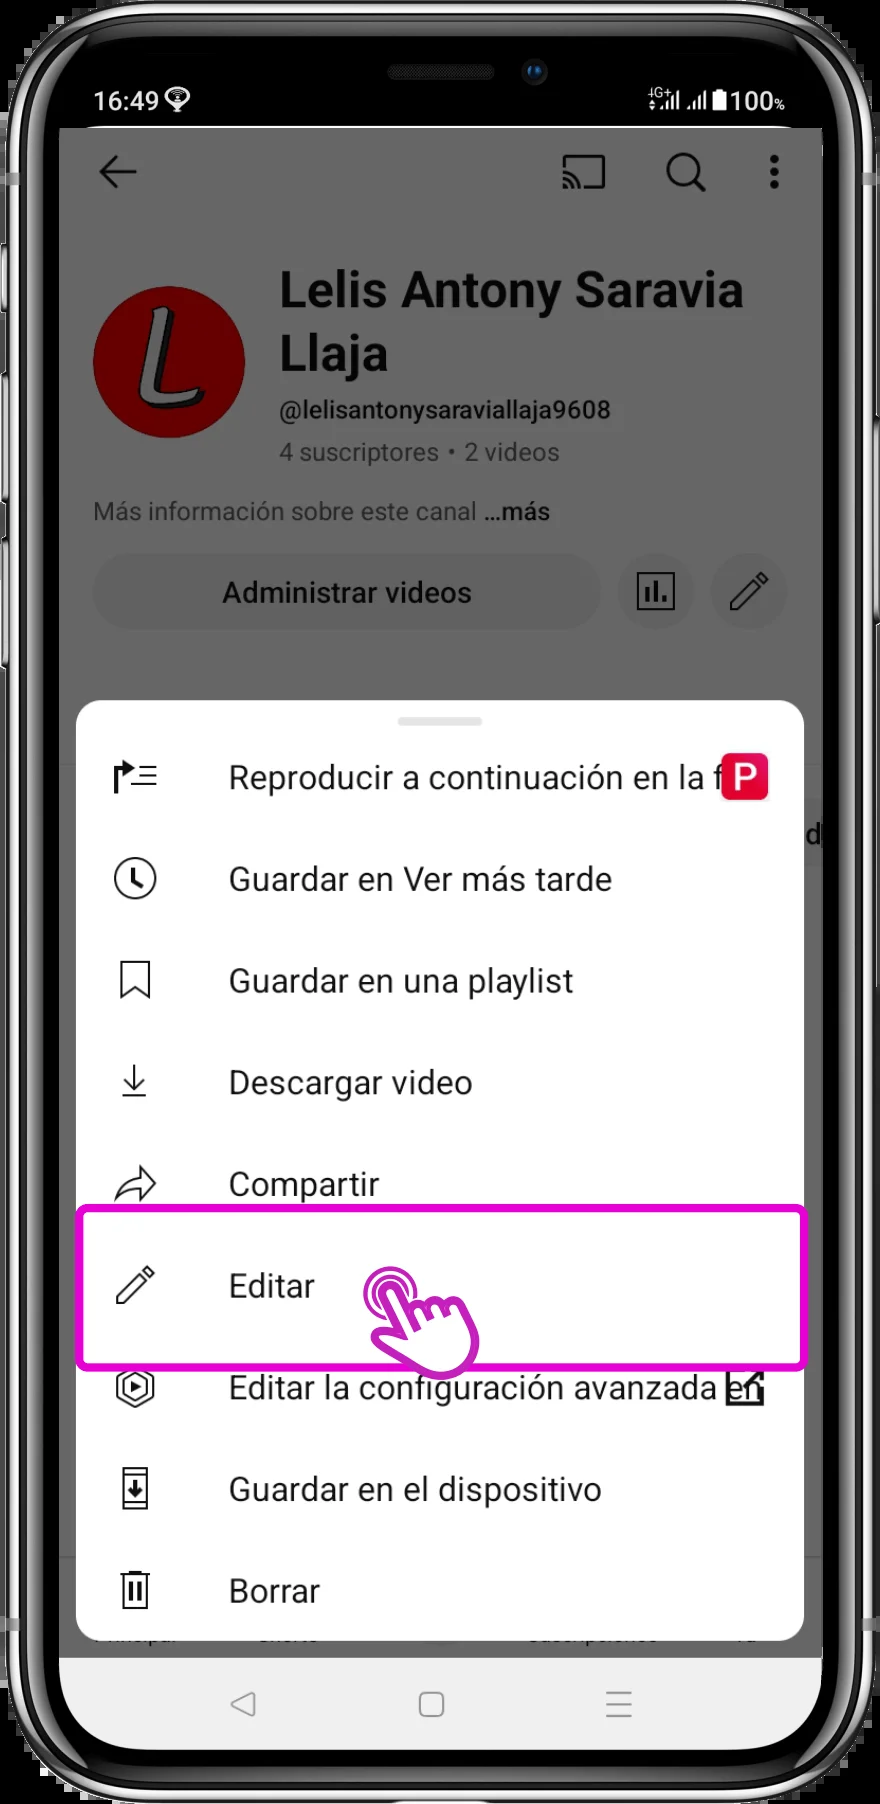 16:49
4G+
100%
Lelis Antony Saravia
Llaja
@lelisantonysaraviallaja9608
4 suscriptores • 2 videos
Más información sobre este canal ...más
Administrar videos
Reproducir a continuación en la f
P
d
Guardar en Ver más tarde
Guardar en una playlist
Descargar video
Compartir
Editar
Editar la configuración avanzada en
Guardar en el dispositivo
Borrar